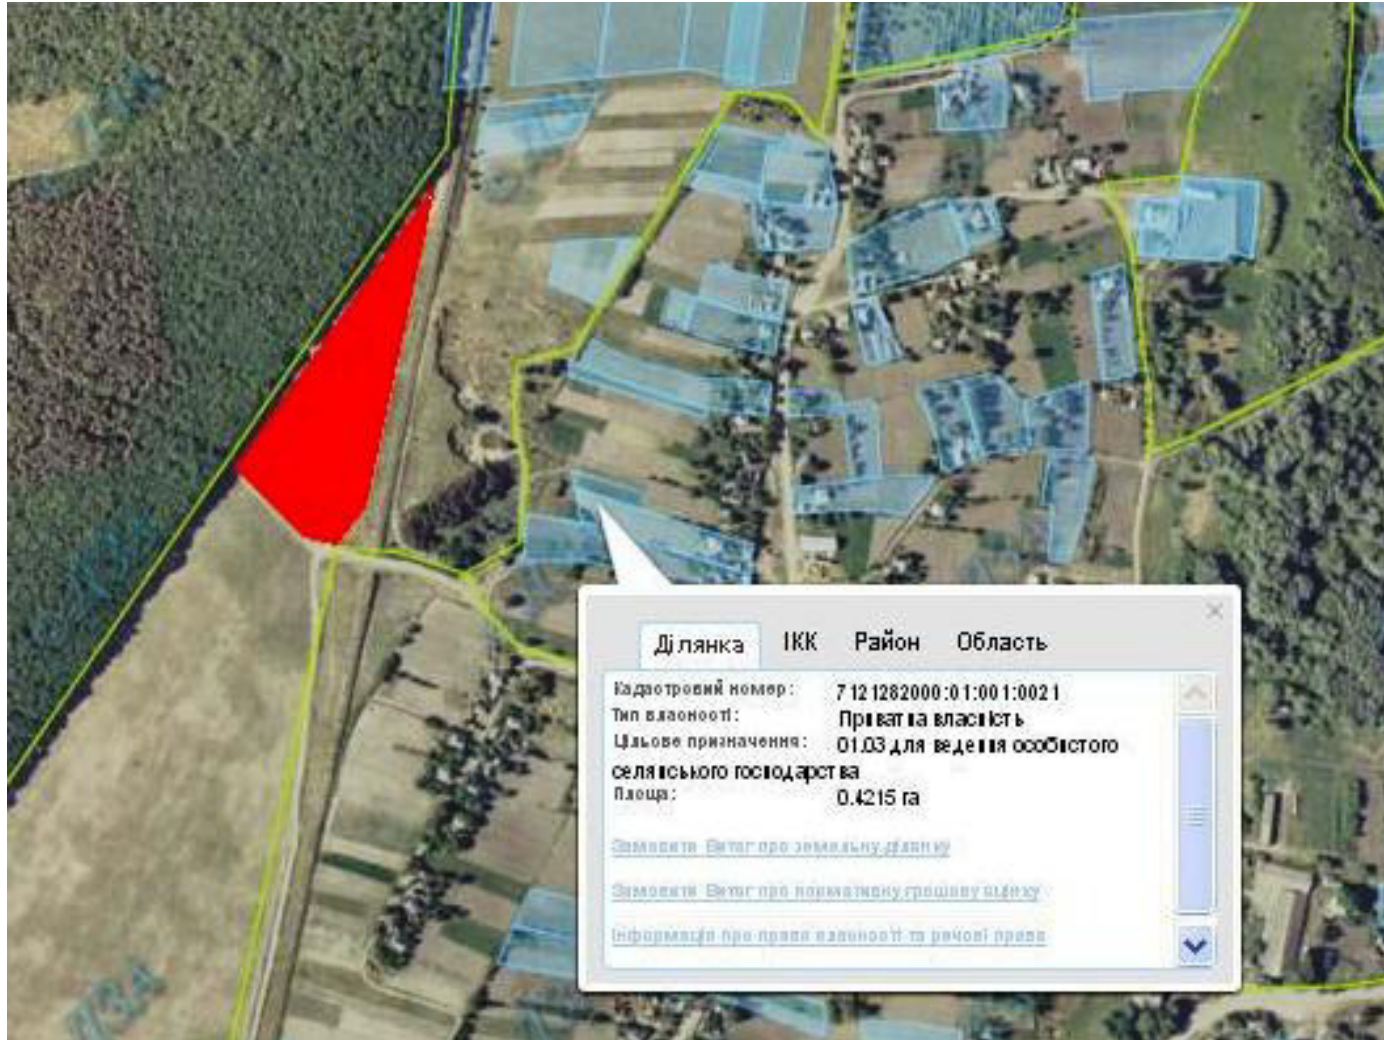 Ділянка ІКК Район Область
Кадастровий номер: 7121282000:01:001:0021
Тип власності: Приватна власність
Цільове призначення: 01.03 для ведення особистого
селянського господарства
Площа: 0.4215 га
Замовити Витяг про земельну ділянку
Замовити Витяг про нормативну грошову оцінку
Інформація про право власності та речові права